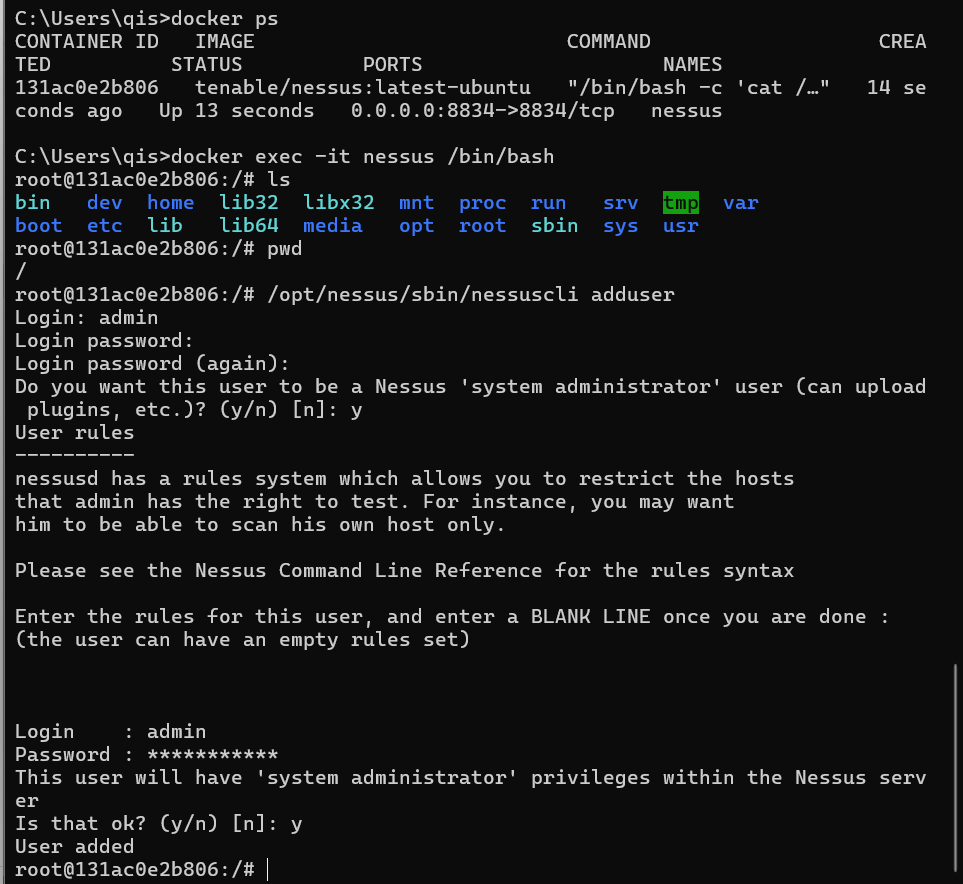 C:\Users\qis>docker ps
CONTAINER ID   IMAGE                          COMMAND                   CREA
TED          STATUS          PORTS                    NAMES
131ac0e2b806   tenable/nessus:latest-ubuntu   "/bin/bash -c 'cat /…"   14 se
conds ago   Up 13 seconds   0.0.0.0:8834->8834/tcp   nessus
C:\Users\qis>docker exec -it nessus /bin/bash
root@131ac0e2b806:/# ls
bin   dev  home  lib32  libx32  mnt  proc  run   srv  tmp  var
boot  etc  lib   lib64  media   opt  root  sbin  sys  usr
root@131ac0e2b806:/# pwd
/
root@131ac0e2b806:/# /opt/nessus/sbin/nessuscli adduser
Login: admin
Login password:
Login password (again):
Do you want this user to be a Nessus 'system administrator' user (can upload
 plugins, etc.)? (y/n) [n]: y
User rules
----------
nessusd has a rules system which allows you to restrict the hosts
that admin has the right to test. For instance, you may want
him to be able to scan his own host only.
Please see the Nessus Command Line Reference for the rules syntax
Enter the rules for this user, and enter a BLANK LINE once you are done :
(the user can have an empty rules set)
Login    : admin
Password : ***********
This user will have 'system administrator' privileges within the Nessus serv
er
Is that ok? (y/n) [n]: y
User added
root@131ac0e2b806:/#